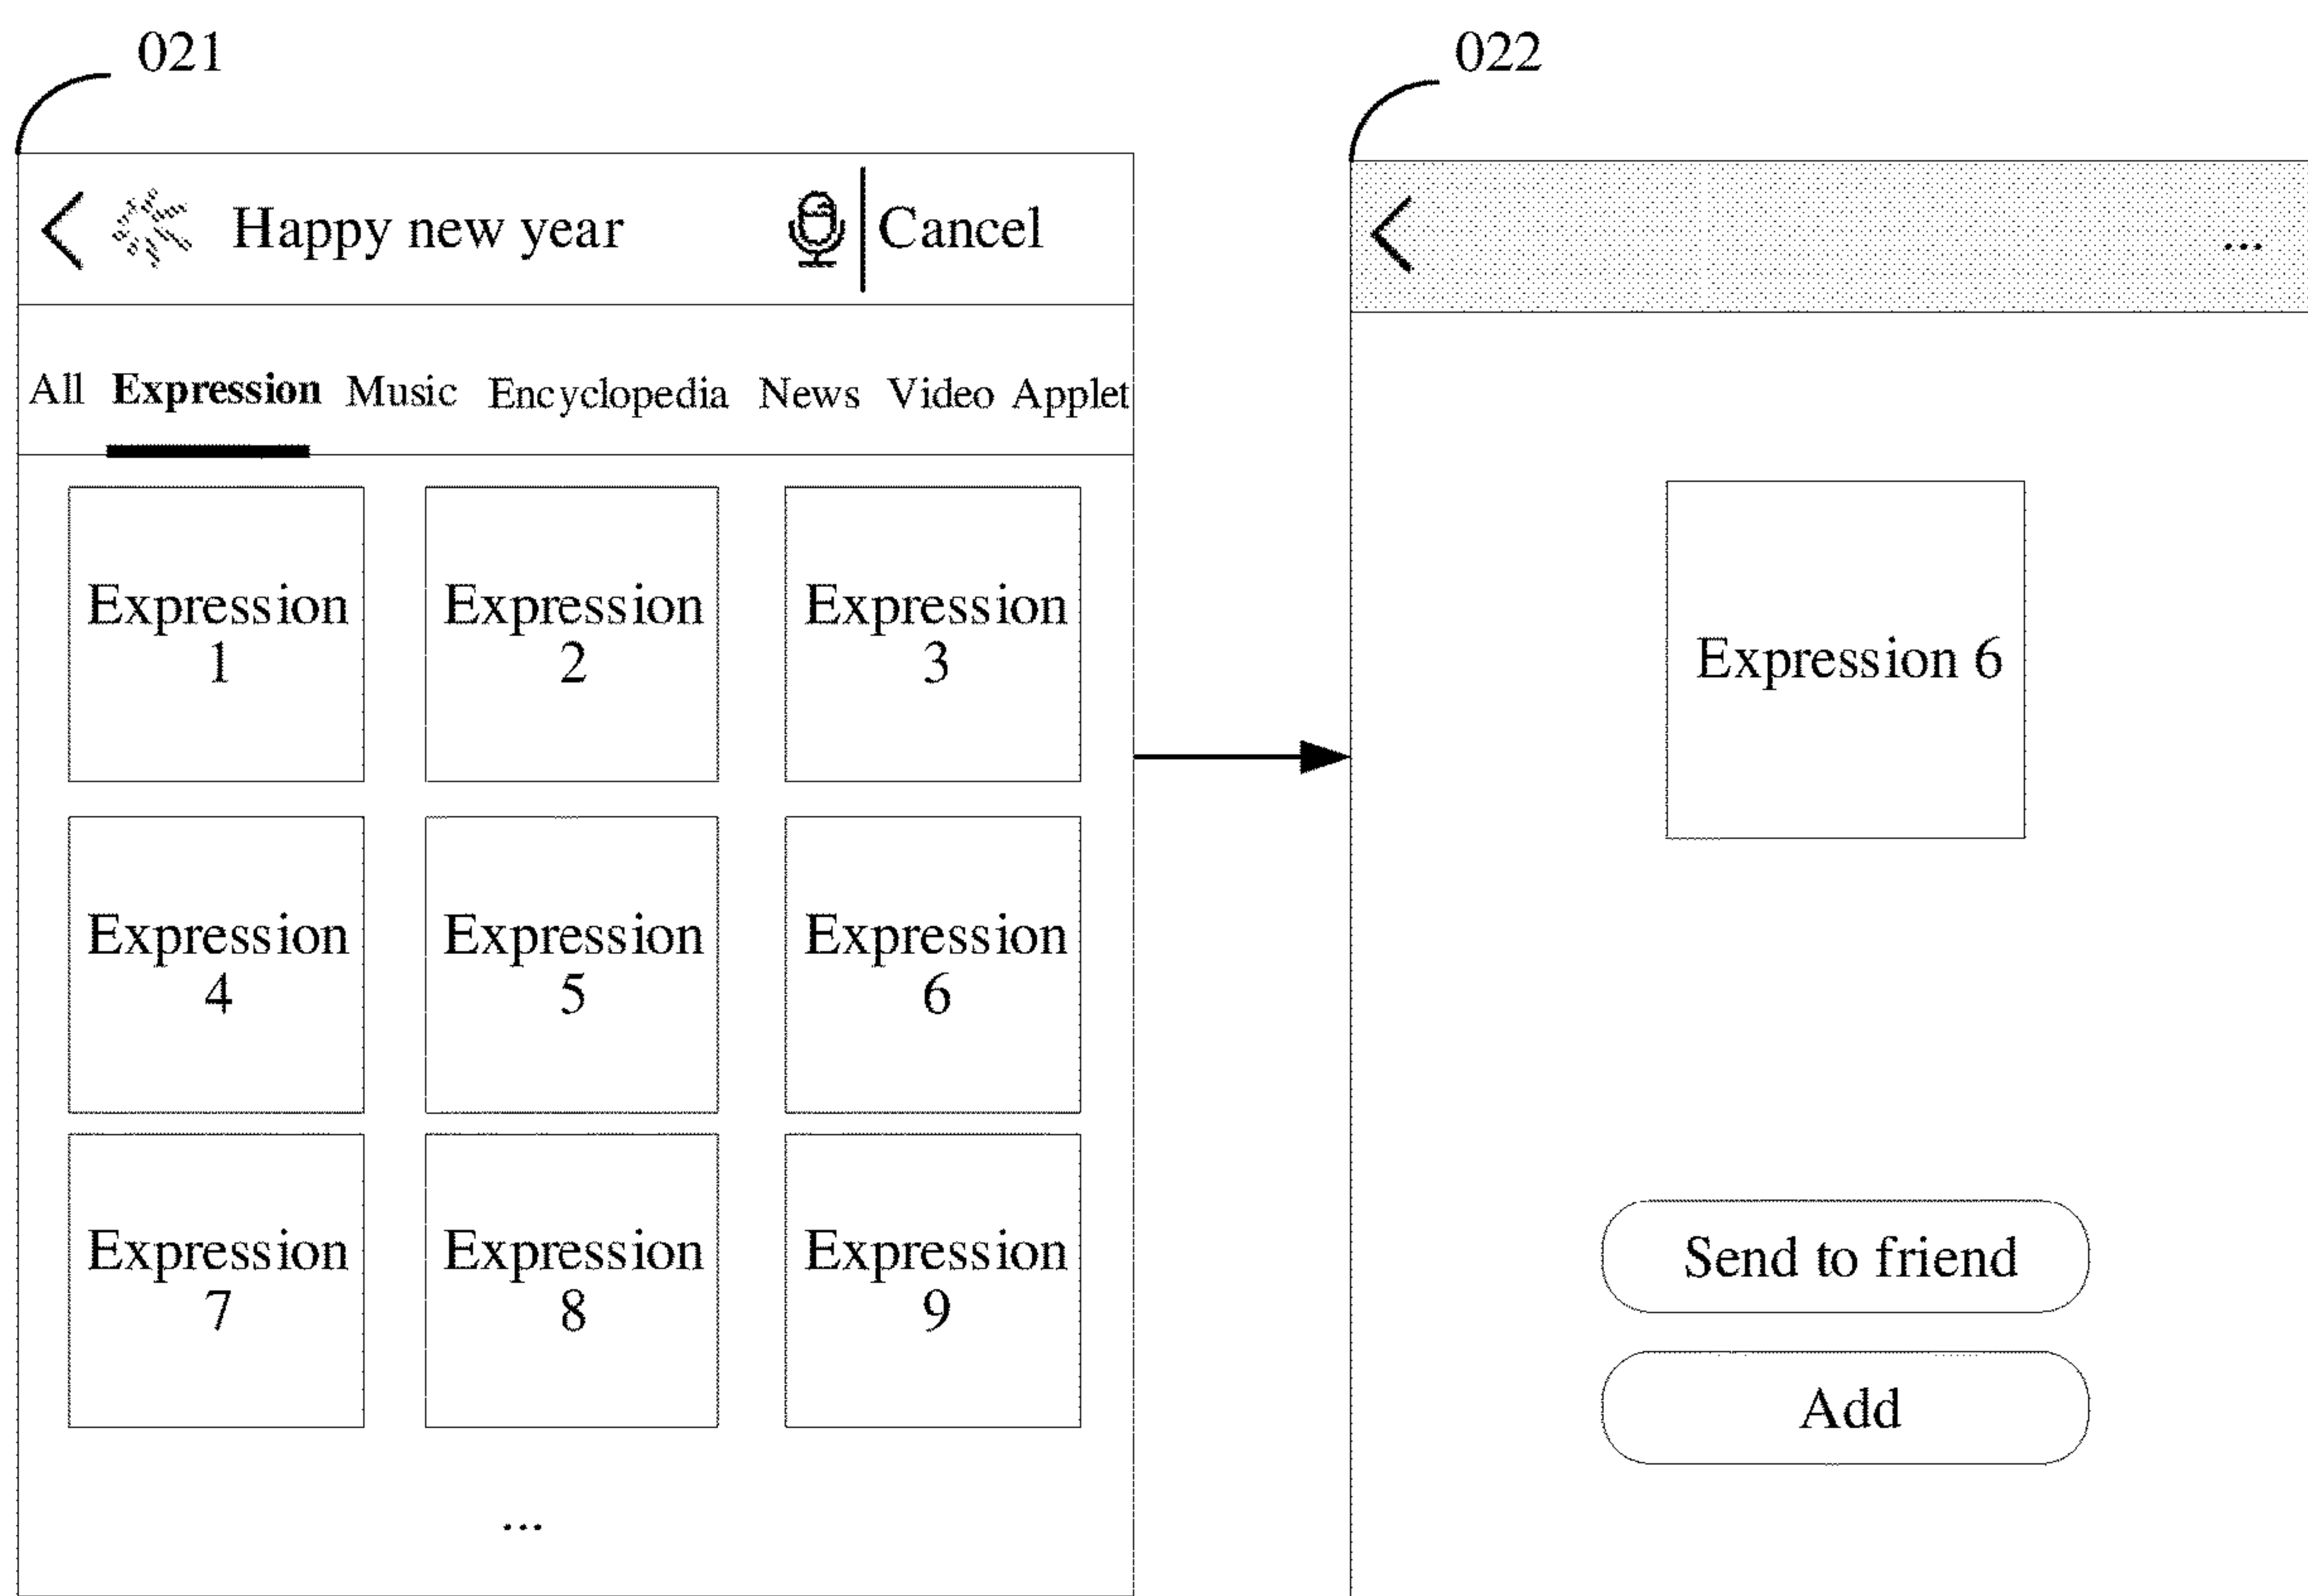 021
Happy new year Cancel
All Expression Music Encyclopedia News Video Applet
Expression
1
Expression
2
Expression
3
Expression
4
Expression
5
Expression
6
Expression
7
Expression
8
Expression
9
...
022
...
Expression 6
Send to friend
Add